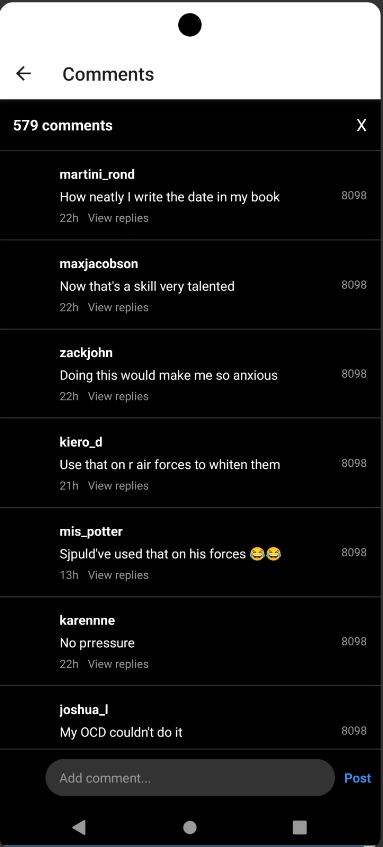 Comments
579 comments X
martini_rond
How neatly I write the date in my book 8098
22h View replies
maxjacobson
Now that's a skill very talented 8098
22h View replies
zackjohn
Doing this would make me so anxious 8098
22h View replies
kiero_d
Use that on r air forces to whiten them 8098
21h View replies
mis_potter
Sjpuld've used that on his forces 😂😂 8098
13h View replies
karennne
No prressure 8098
22h View replies
joshua_l
My OCD couldn't do it 8098
Add comment... Post